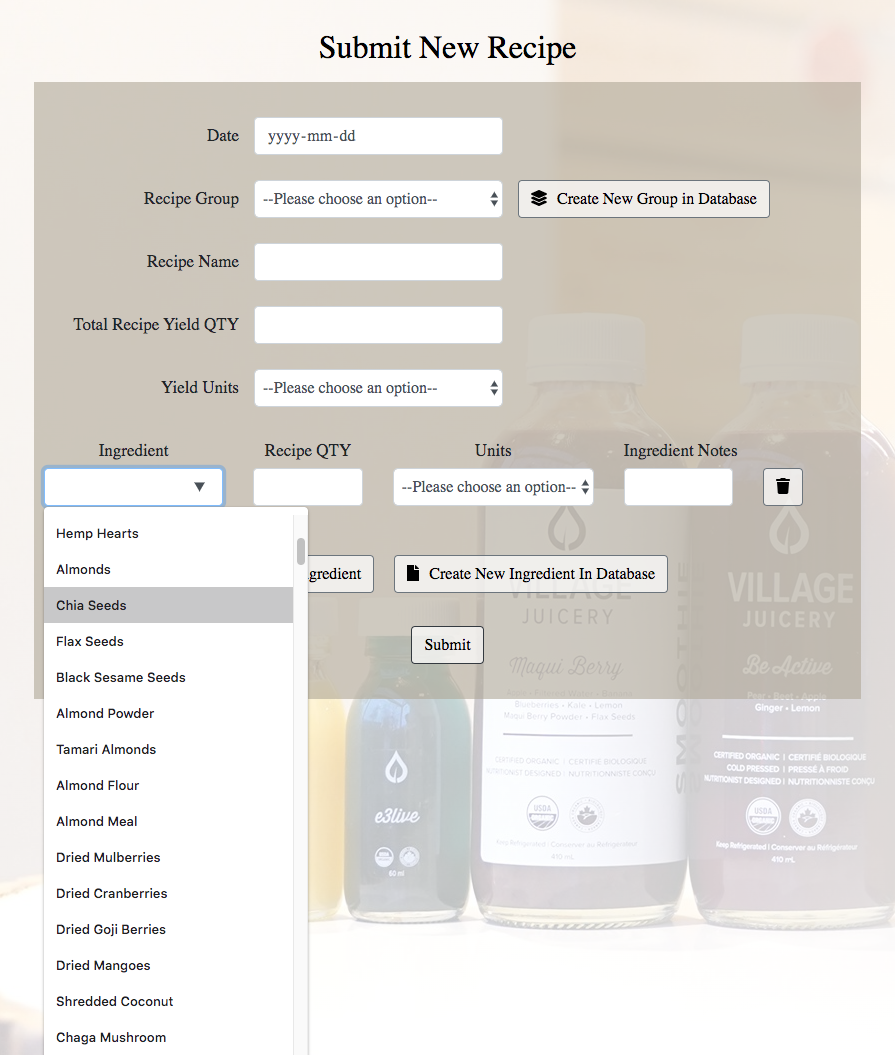 Submit New Recipe
Date
yyyy-mm-dd
Recipe Group
--Please choose an option--
Create New Group in Database
Recipe Name
Total Recipe Yield QTY
Yield Units
--Please choose an option--
Ingredient
Recipe QTY
Units
Ingredient Notes
--Please choose an option--
gredient
Create New Ingredient In Database
Submit
Hemp Hearts
Almonds
Chia Seeds
Flax Seeds
Black Sesame Seeds
Almond Powder
Tamari Almonds
Almond Flour
Almond Meal
Dried Mulberries
Dried Cranberries
Dried Goji Berries
Dried Mangoes
Shredded Coconut
Chaga Mushroom
e3live
60 ml
VILLAGE
JUICERY
Maqui Berry
Blueberries • Kale • Lemon
Maqui Berry Powder • Flax Seeds
CERTIFIED ORGANIC | CERTIFIÉ BIOLOGIQUE
NUTRITIONIST DESIGNED | NUTRITIONNISTE CONÇU
USDA
ORGANIC
Keep Refrigerated | Conserver au Réfrigérateur
410 mL
SMOOTHIE
VILLAGE
JUICERY
Be Active
Pear • Beet • Apple
Ginger • Lemon
CERTIFIED ORGANIC | CERTIFIÉ BIOLOGIQUE
COLD PRESSED | PRESSÉ À FROID
NUTRITIONIST DESIGNED | NUTRITIONNISTE CONÇU
USDA
ORGANIC
Keep Refrigerated | Conserver au Réfrigérateur
410 mL